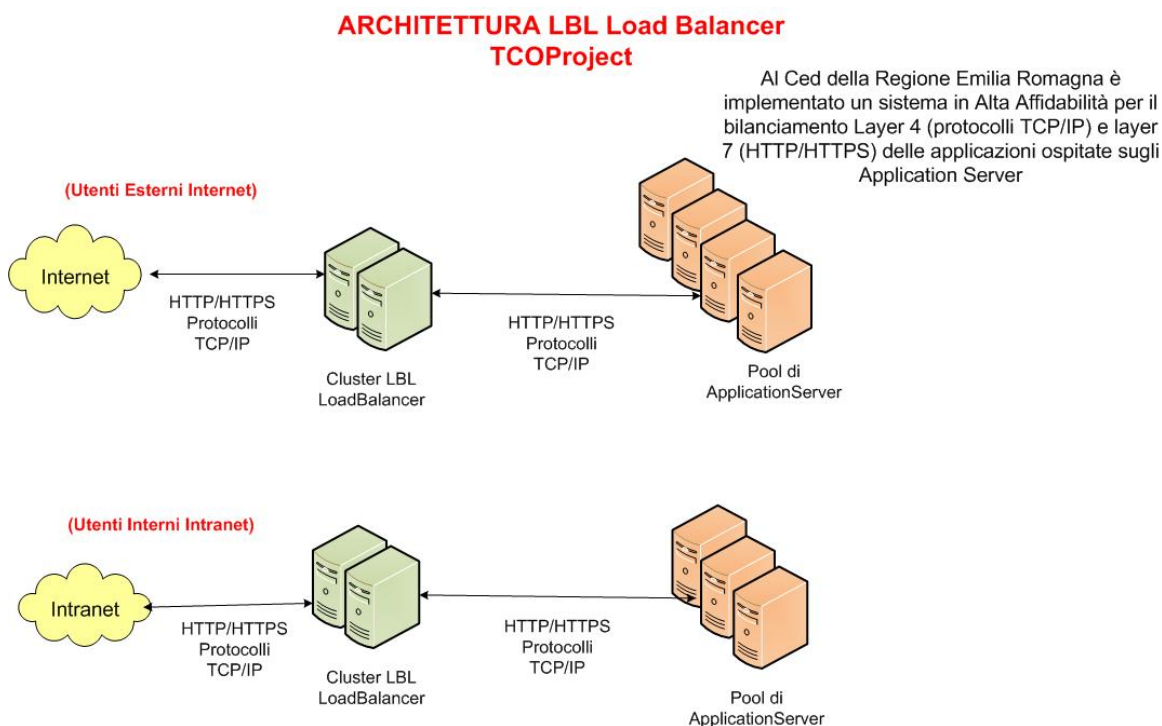 ARCHITETTURA LBL Load Balancer
TCOProject
Al Ced della Regione Emilia Romagna è
implementato un sistema in Alta Affidabilità per il
bilanciamento Layer 4 (protocolli TCP/IP) e layer
7 (HTTP/HTTPS) delle applicazioni ospitate sugli
Application Server
(Utenti Esterni Internet)
Internet
HTTP/HTTPS
Protocolli
TCP/IP
Cluster LBL
LoadBalancer
HTTP/HTTPS
Protocolli
TCP/IP
Pool di
ApplicationServer
(Utenti Interni Intranet)
Intranet
HTTP/HTTPS
Protocolli
TCP/IP
Cluster LBL
LoadBalancer
HTTP/HTTPS
Protocolli
TCP/IP
Pool di
ApplicationServer